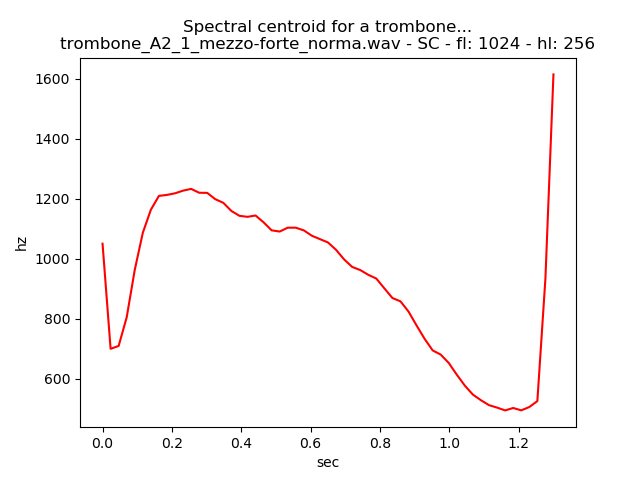 Spectral centroid for a trombone...
trombone_A2_1_mezzo-forte_norma.wav - SC - fl: 1024 - hl: 256
1600
1400
1200
1000
800
600
hz
0.0 0.2 0.4 0.6 0.8 1.0 1.2
sec